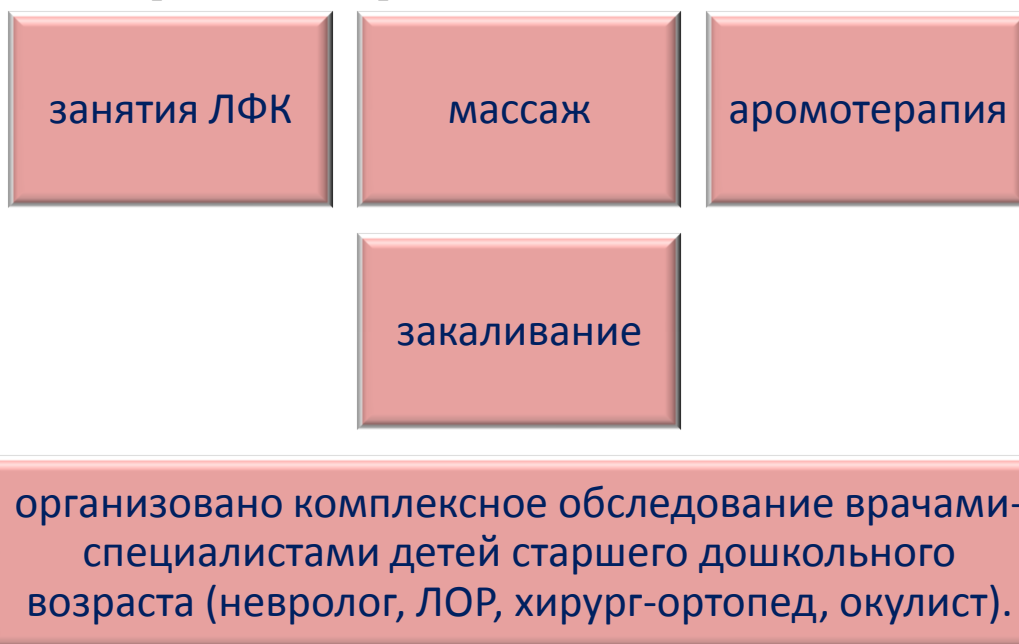 занятия ЛФК
массаж
аромотерапия
закаливание
организовано комплексное обследование врачами-
специалистами детей старшего дошкольного
возраста (невролог, ЛОР, хирург-ортопед, окулист).